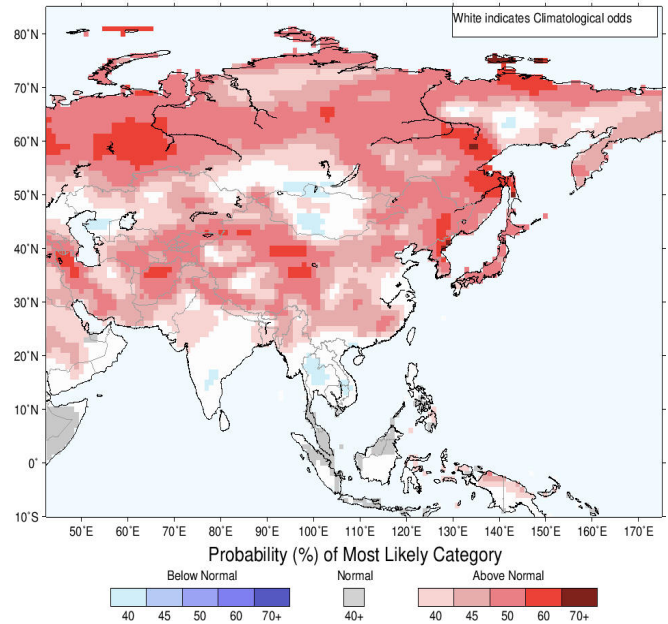 White indicates Climatological odds
80°N
70°N
60°N
50°N
40°N
30°N
20°N
10°N
0°
10°S
50°E 60°E 70°E 80°E 90°E 100°E 110°E 120°E 130°E 140°E 150°E 160°E 170°E
Probability (%) of Most Likely Category
Below Normal Normal Above Normal
40 45 50 60 70+ 40+ 40 45 50 60 70+